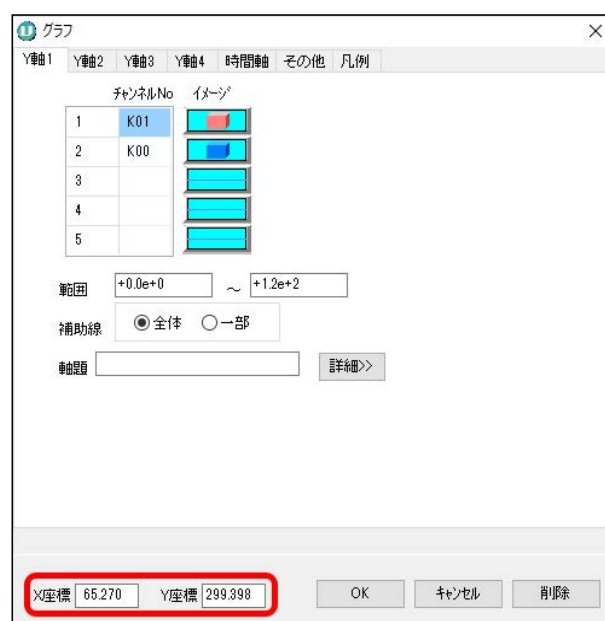 グラフ
Y軸1 Y軸2 Y軸3 Y軸4 時間軸 その他 凡例
チャンネルNo イメージ
1 K01
2 K00
3
4
5
範囲 +0.0e+0 ～ +1.2e+2
補助線 全体 一部
軸題 詳細>>
X座標 65.270 Y座標 299.398 OK キャンセル 削除